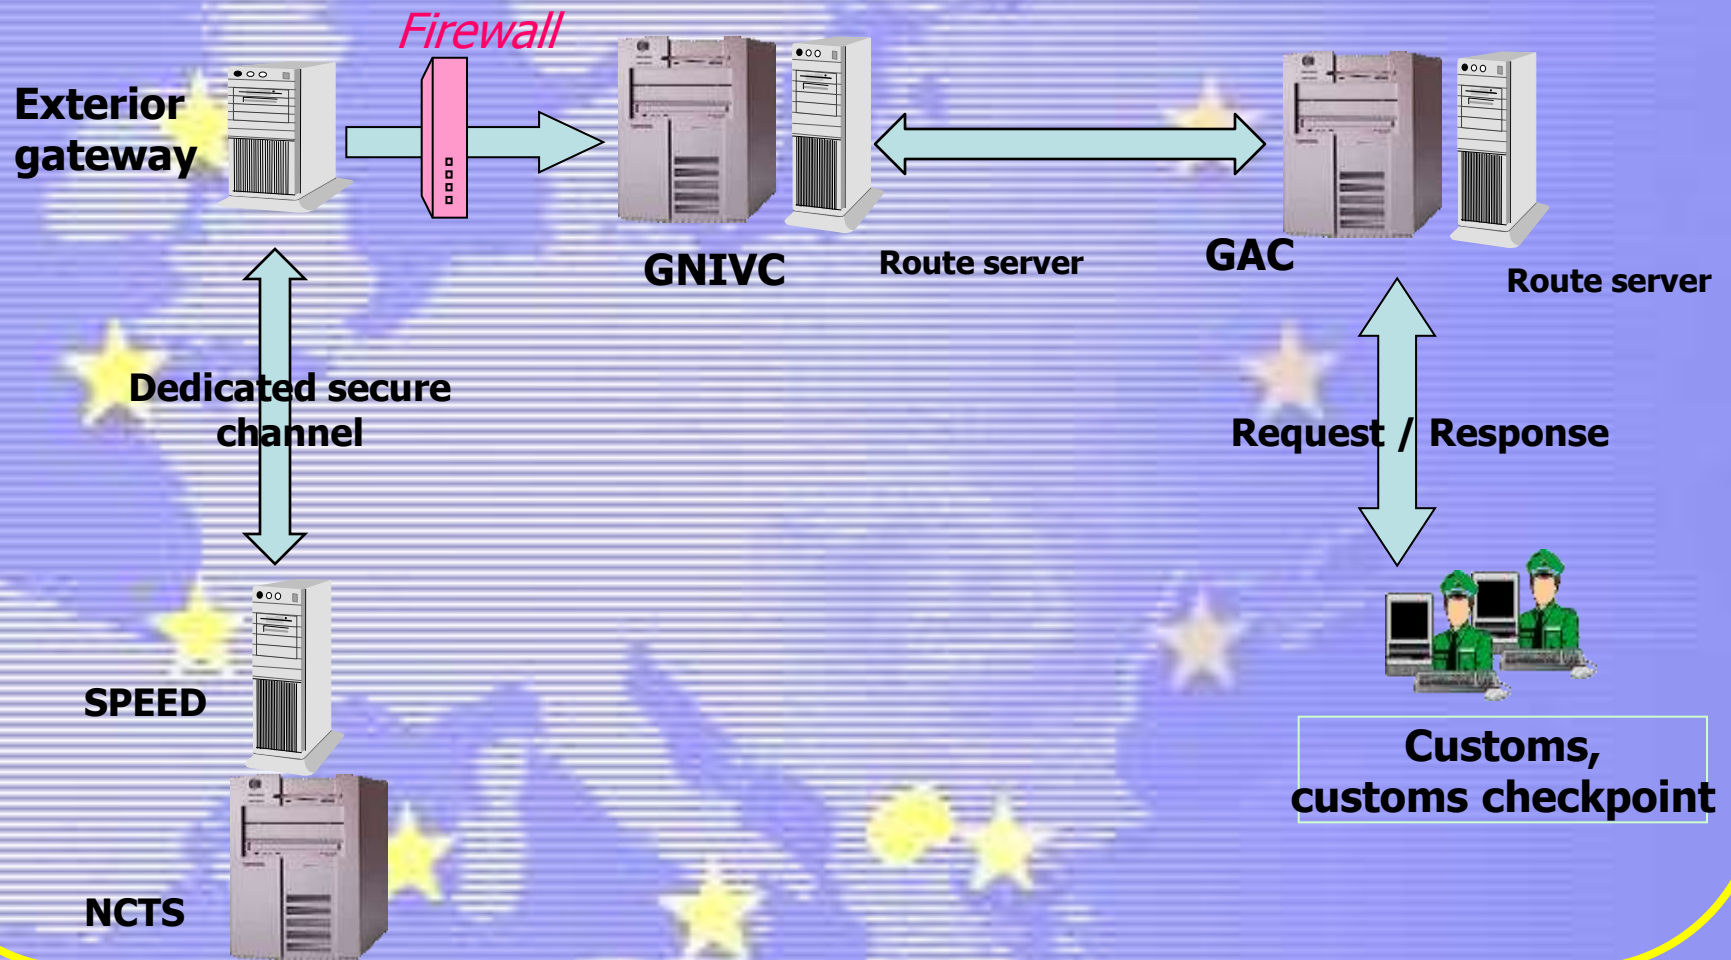 Firewall
Exterior
gateway
GNIVC
Route server
GAC
Route server
Dedicated secure
channel
Request / Response
SPEED
Customs,
customs checkpoint
NCTS